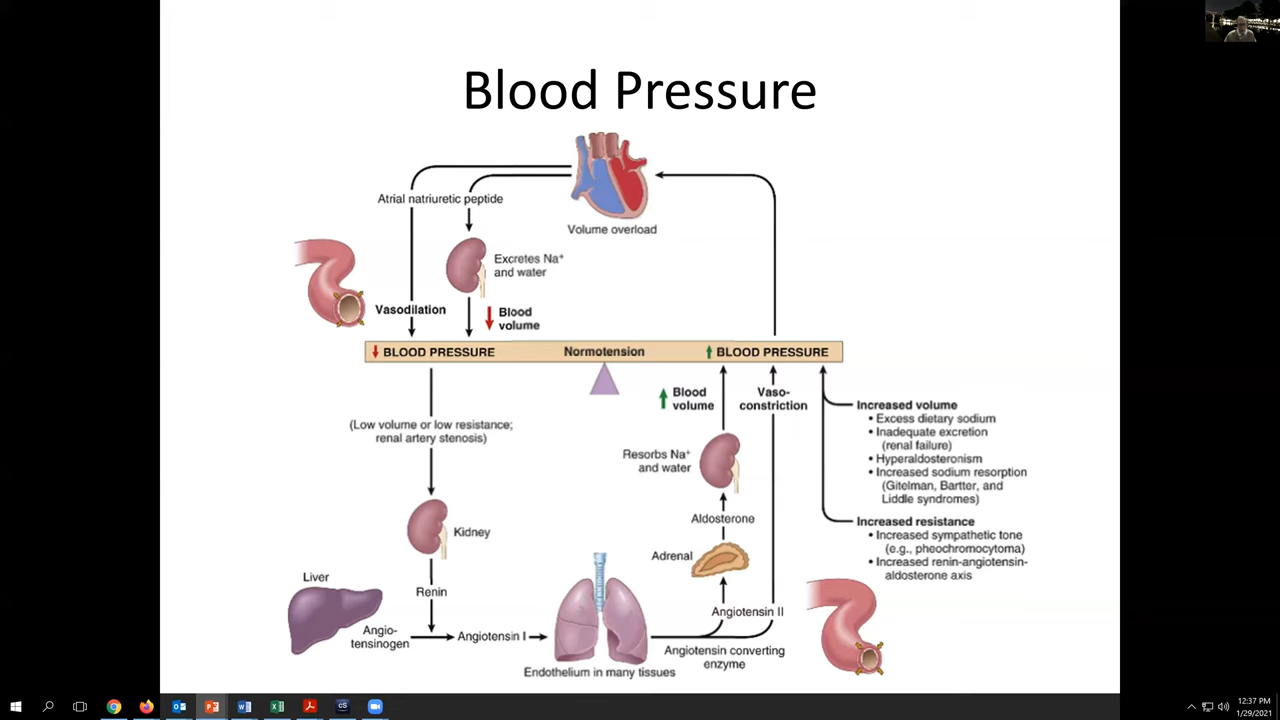 Blood Pressure
Atrial natriuretic peptide
Volume overload
Excretes Na⁺
and water
Vasodilation
Blood
volume
BLOOD PRESSURE
Normotension
BLOOD PRESSURE
(Low volume or low resistance;
renal artery stenosis)
Blood
volume
Vaso-
constriction
Increased volume
• Excess dietary sodium
• Inadequate excretion
(renal failure)
• Hyperaldosteronism
• Increased sodium resorption
(Gitelman, Bartter, and
Liddle syndromes)
Resorbs Na⁺
and water
Aldosterone
Increased resistance
• Increased sympathetic tone
(e.g., pheochromocytoma)
• Increased renin-angiotensin-
aldosterone axis
Kidney
Adrenal
Liver
Renin
Angiotensin II
Angio-
tensinogen
Angiotensin I
Angiotensin converting
enzyme
Endothelium in many tissues
12:37 PM
1/29/2021